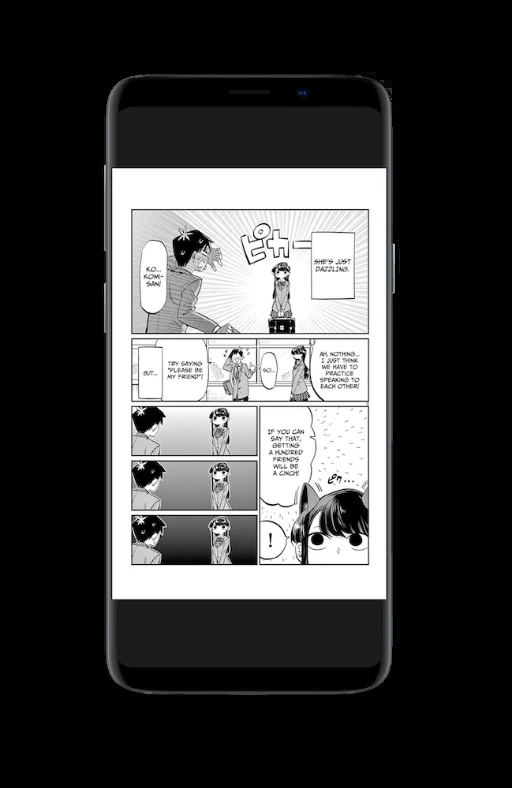 ピカー
SHE'S JUST
DAZZLING.
KO...
KOMI-
SAN!
AH, NOTHING...
I JUST THINK
WE HAVE TO
PRACTICE
SPEAKING TO
EACH OTHER!
SO...
TRY SAYING
"PLEASE BE
MY FRIEND"!
BUT...
IF YOU CAN
SAY THAT,
GETTING
A HUNDRED
FRIENDS
WILL BE
A CINCH!
ピク...
!